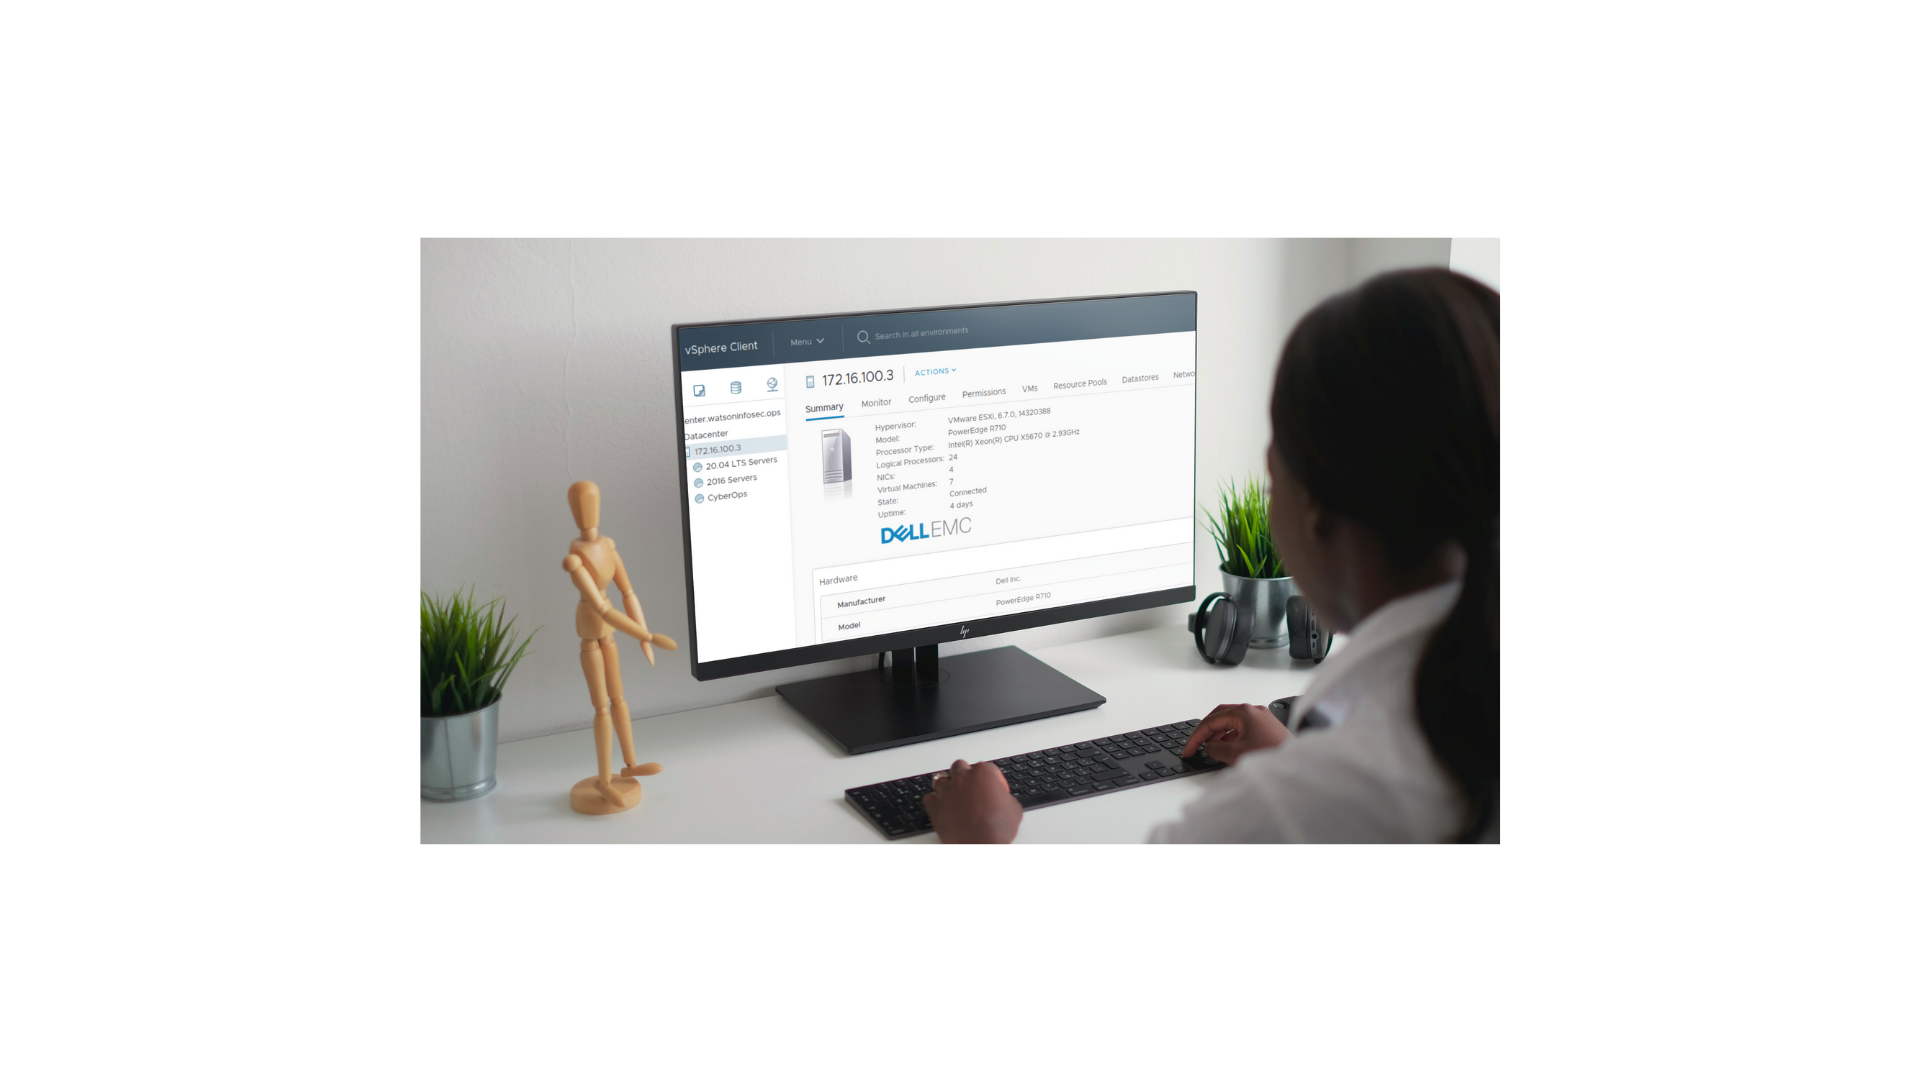 vSphere Client
Menu
Search in all environments
enter.watsoninfosec.ops
Datacenter
172.16.100.3
20.04 LTS Servers
2016 Servers
CyberOps
172.16.100.3
ACTIONS
Summary Monitor Configure Permissions VMs Resource Pools Datastores Netwo
Hypervisor: VMware ESXi, 6.7.0, 14320388
Model: PowerEdge R710
Processor Type: Intel(R) Xeon(R) CPU X5670 @ 2.93GHz
Logical Processors: 24
NICs: 4
Virtual Machines: 7
State: Connected
Uptime: 4 days
DELLEMC
Hardware
Manufacturer Dell Inc.
Model PowerEdge R710
hp